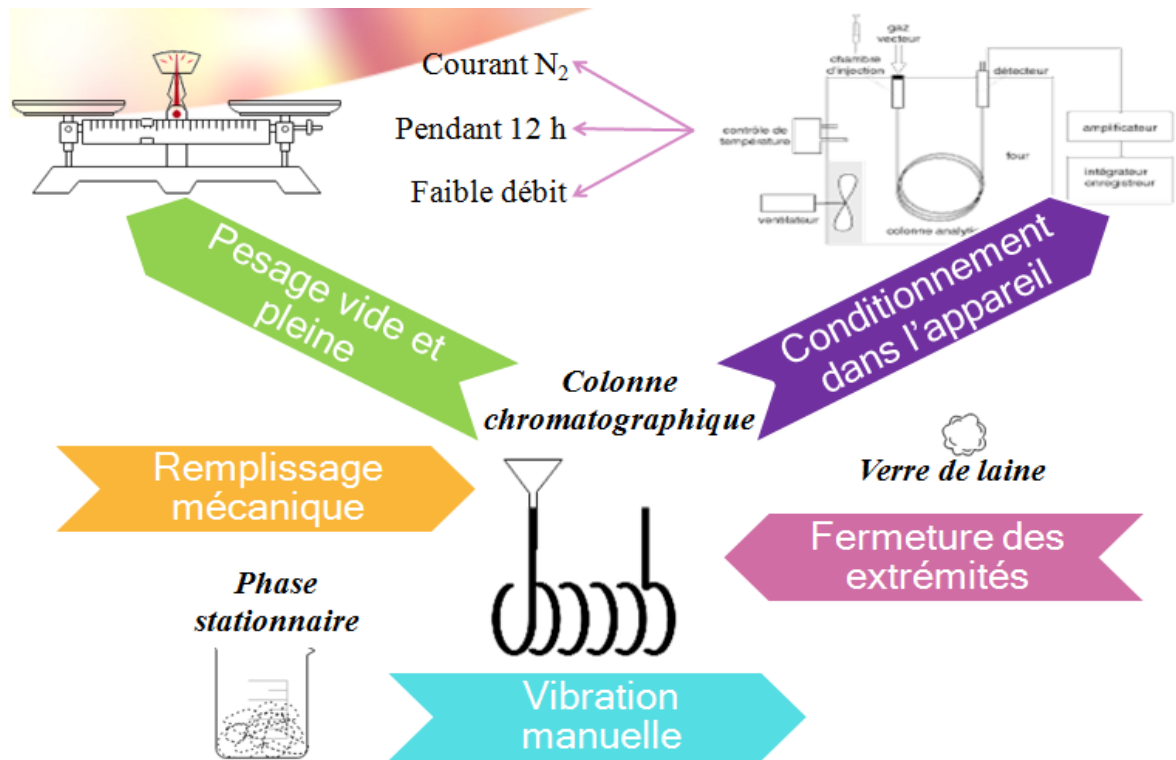 Courant N₂
Pendant 12 h
Faible débit
gaz
vecteur
chambre
d'injection
détecteur
contrôle de
température
amplificateur
four
intégrateur
enregistreur
ventilateur
colonne
Pesage vide et
pleine
Conditionnement
dans l'appareil
Colonne
chromatographique
Verre de laine
Remplissage
mécanique
Fermeture des
extrémités
Phase
stationnaire
Vibration
manuelle